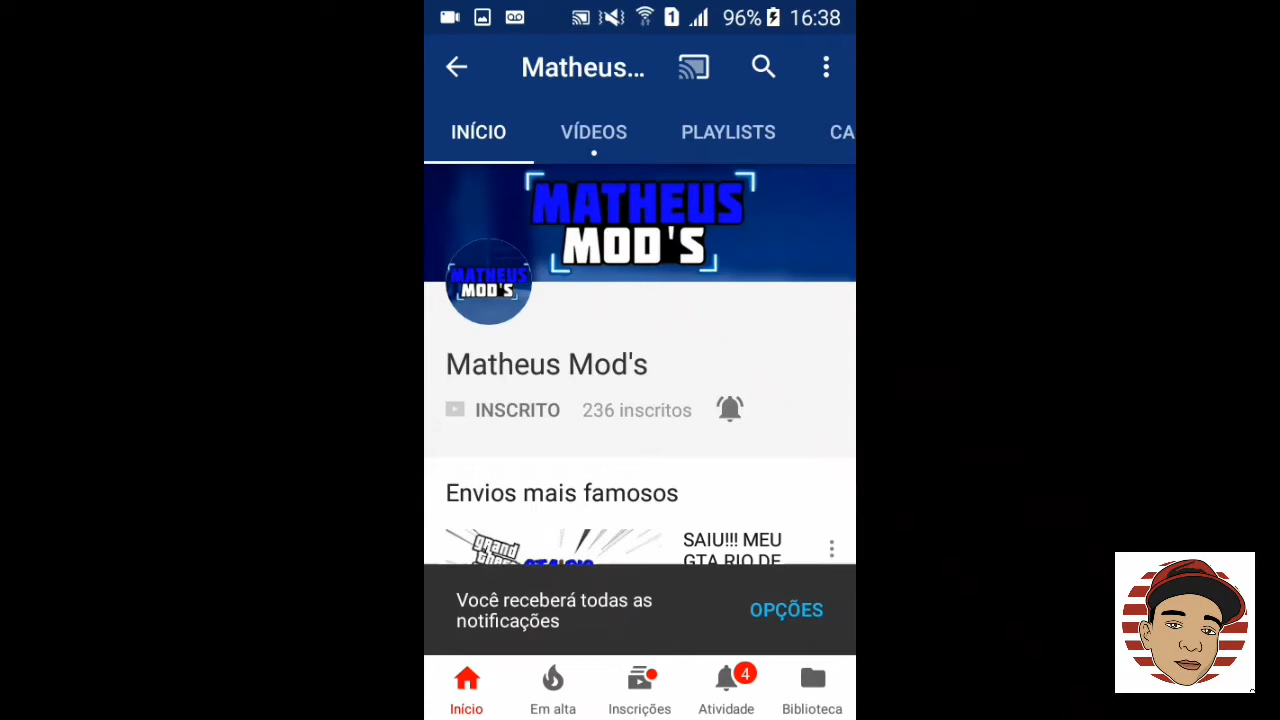 1
96%
16:38
Matheus...
INÍCIO
VÍDEOS
PLAYLISTS
CA
MATHEUS
MOD'S
MATHEUS
MOD'S
Matheus Mod's
INSCRITO
236 inscritos
Envios mais famosos
grand
SAIU!!! MEU
GTA RIO DE
Você receberá todas as
notificações
OPÇÕES
4
Início
Em alta
Inscrições
Atividade
Biblioteca